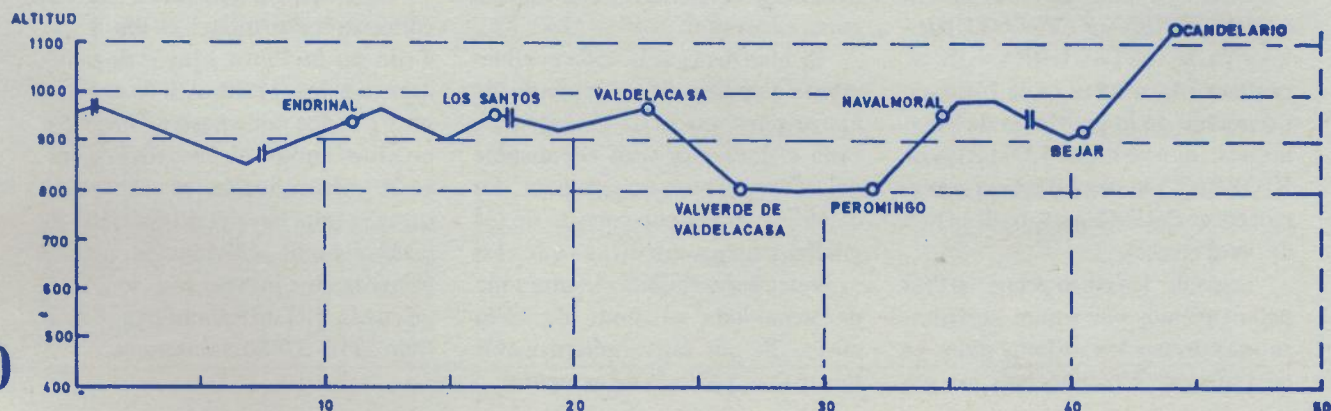 ALTITUD
1100
1000
900
800
700
600
500
400
ENDRINAL
LOS SANTOS
VALDELACASA
VALVERDE DE
VALDELACASA
PEROMINGO
NAVALMORAL
BEJAR
CANDELARIO
10
20
30
40
50